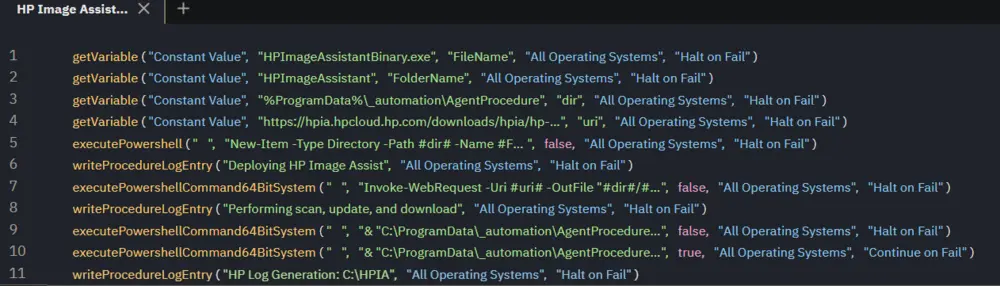 HP Image Assist...
1 getVariable("Constant Value", "HPImageAssistantBinary.exe", "FileName", "All Operating Systems", "Halt on Fail")
2 getVariable("Constant Value", "HPImageAssistant", "FolderName", "All Operating Systems", "Halt on Fail")
3 getVariable("Constant Value", "%ProgramData%\_automation\AgentProcedure", "dir", "All Operating Systems", "Halt on Fail")
4 getVariable("Constant Value", "https://hpia.hpcloud.hp.com/downloads/hpia/hp-...", "uri", "All Operating Systems", "Halt on Fail")
5 executePowershell(" ", "New-Item -Type Directory -Path #dir# -Name #F...", false, "All Operating Systems", "Halt on Fail")
6 writeProcedureLogEntry("Deploying HP Image Assist", "All Operating Systems", "Halt on Fail")
7 executePowershellCommand64BitSystem(" ", "Invoke-WebRequest -Uri #uri# -OutFile "#dir#/#...", false, "All Operating Systems", "Halt on Fail")
8 writeProcedureLogEntry("Performing scan, update, and download", "All Operating Systems", "Halt on Fail")
9 executePowershellCommand64BitSystem(" ", "& "C:\ProgramData\_automation\AgentProcedure...", false, "All Operating Systems", "Halt on Fail")
10 executePowershellCommand64BitSystem(" ", "& "C:\ProgramData\_automation\AgentProcedure...", true, "All Operating Systems", "Continue on Fail")
11 writeProcedureLogEntry("HP Log Generation: C:\HPIA", "All Operating Systems", "Halt on Fail")